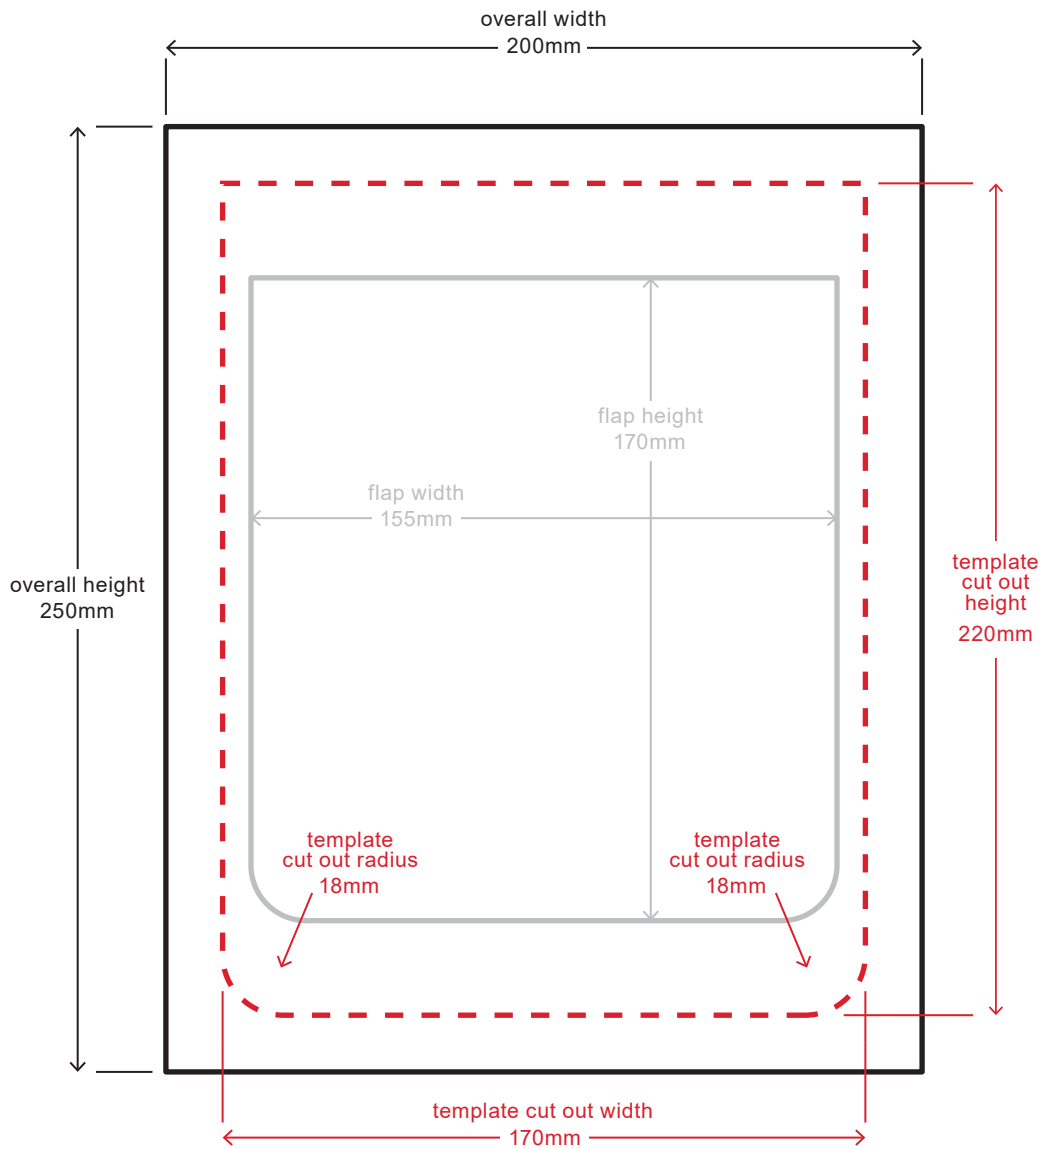 overall width
200mm
flap height
170mm
flap width
155mm
overall height
250mm
template
cut out
height
220mm
template
cut out radius
18mm
template
cut out radius
18mm
template cut out width
170mm